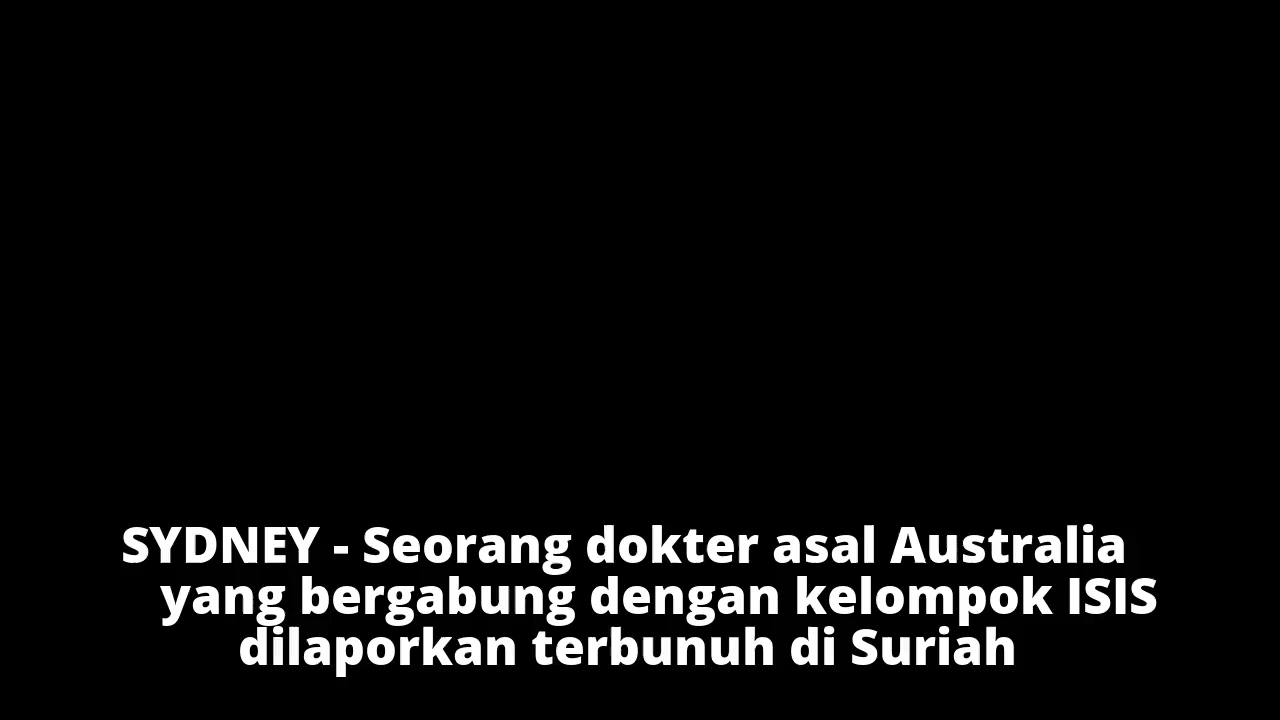 SYDNEY - Seorang dokter asal Australia
yang bergabung dengan kelompok ISIS
dilaporkan terbunuh di Suriah